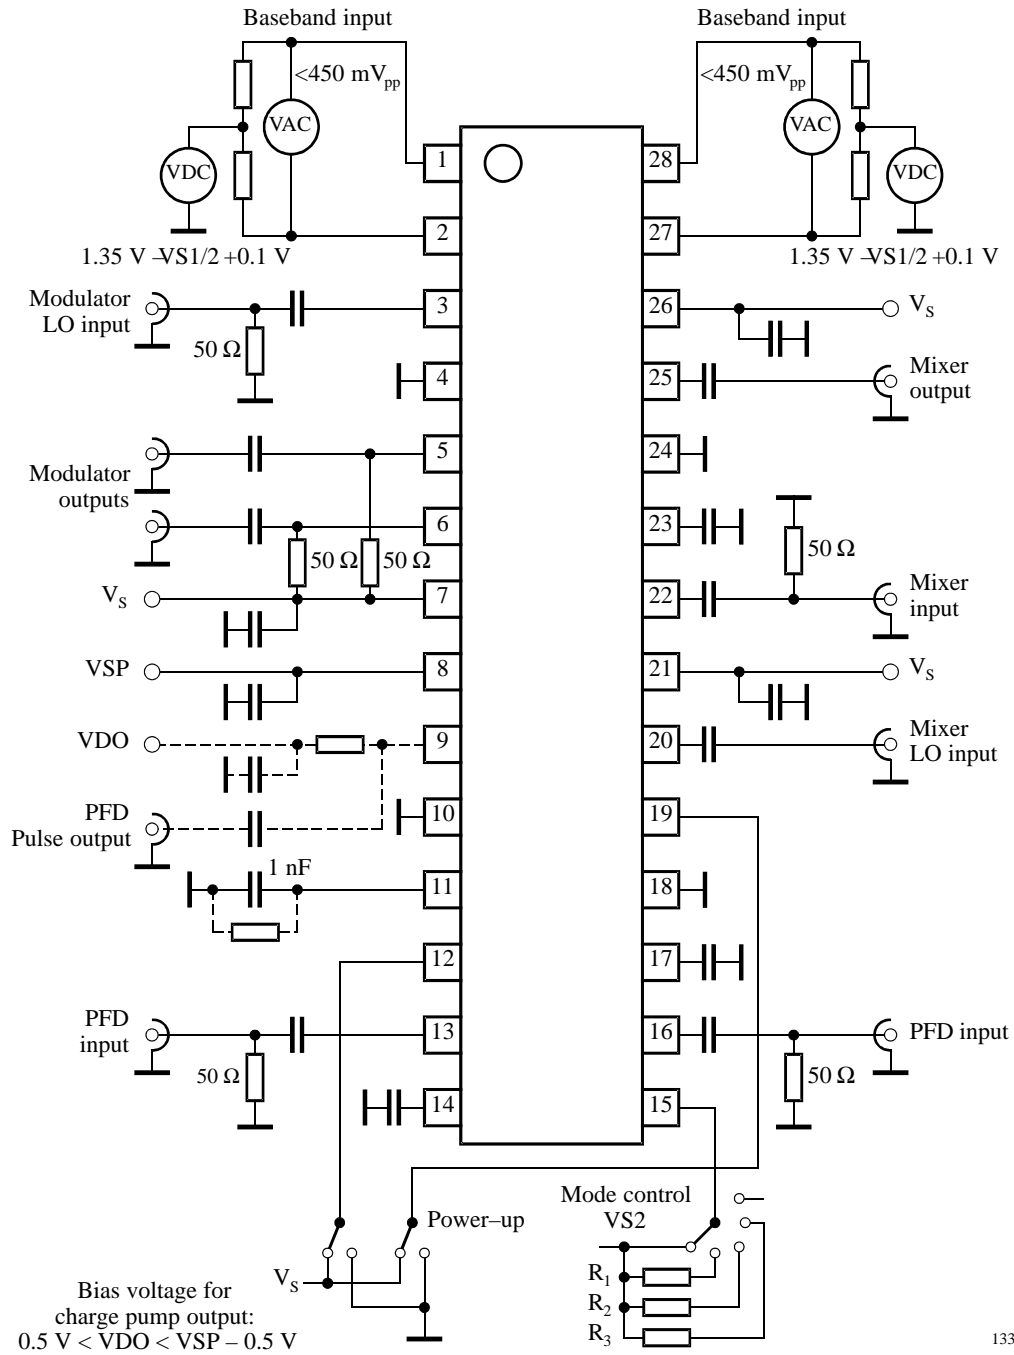 Baseband input
Baseband input
<450 mVpp
<450 mVpp
VAC
VAC
VDC
VDC
1
28
2
27
1.35 V –VS1/2 +0.1 V
1.35 V –VS1/2 +0.1 V
Modulator
LO input
50 Ω
3
26
VS
4
25
Mixer
output
Modulator
outputs
5
24
6
23
50 Ω
50 Ω
50 Ω
VS
7
22
Mixer
input
VSP
8
21
VS
VDO
9
20
Mixer
LO input
PFD
Pulse output
10
19
1 nF
11
18
12
17
PFD
input
13
16
PFD input
50 Ω
50 Ω
14
15
Power–up
Mode control
VS2
VS
R1
R2
R3
Bias voltage for
charge pump output:
0.5 V < VDO < VSP – 0.5 V
133